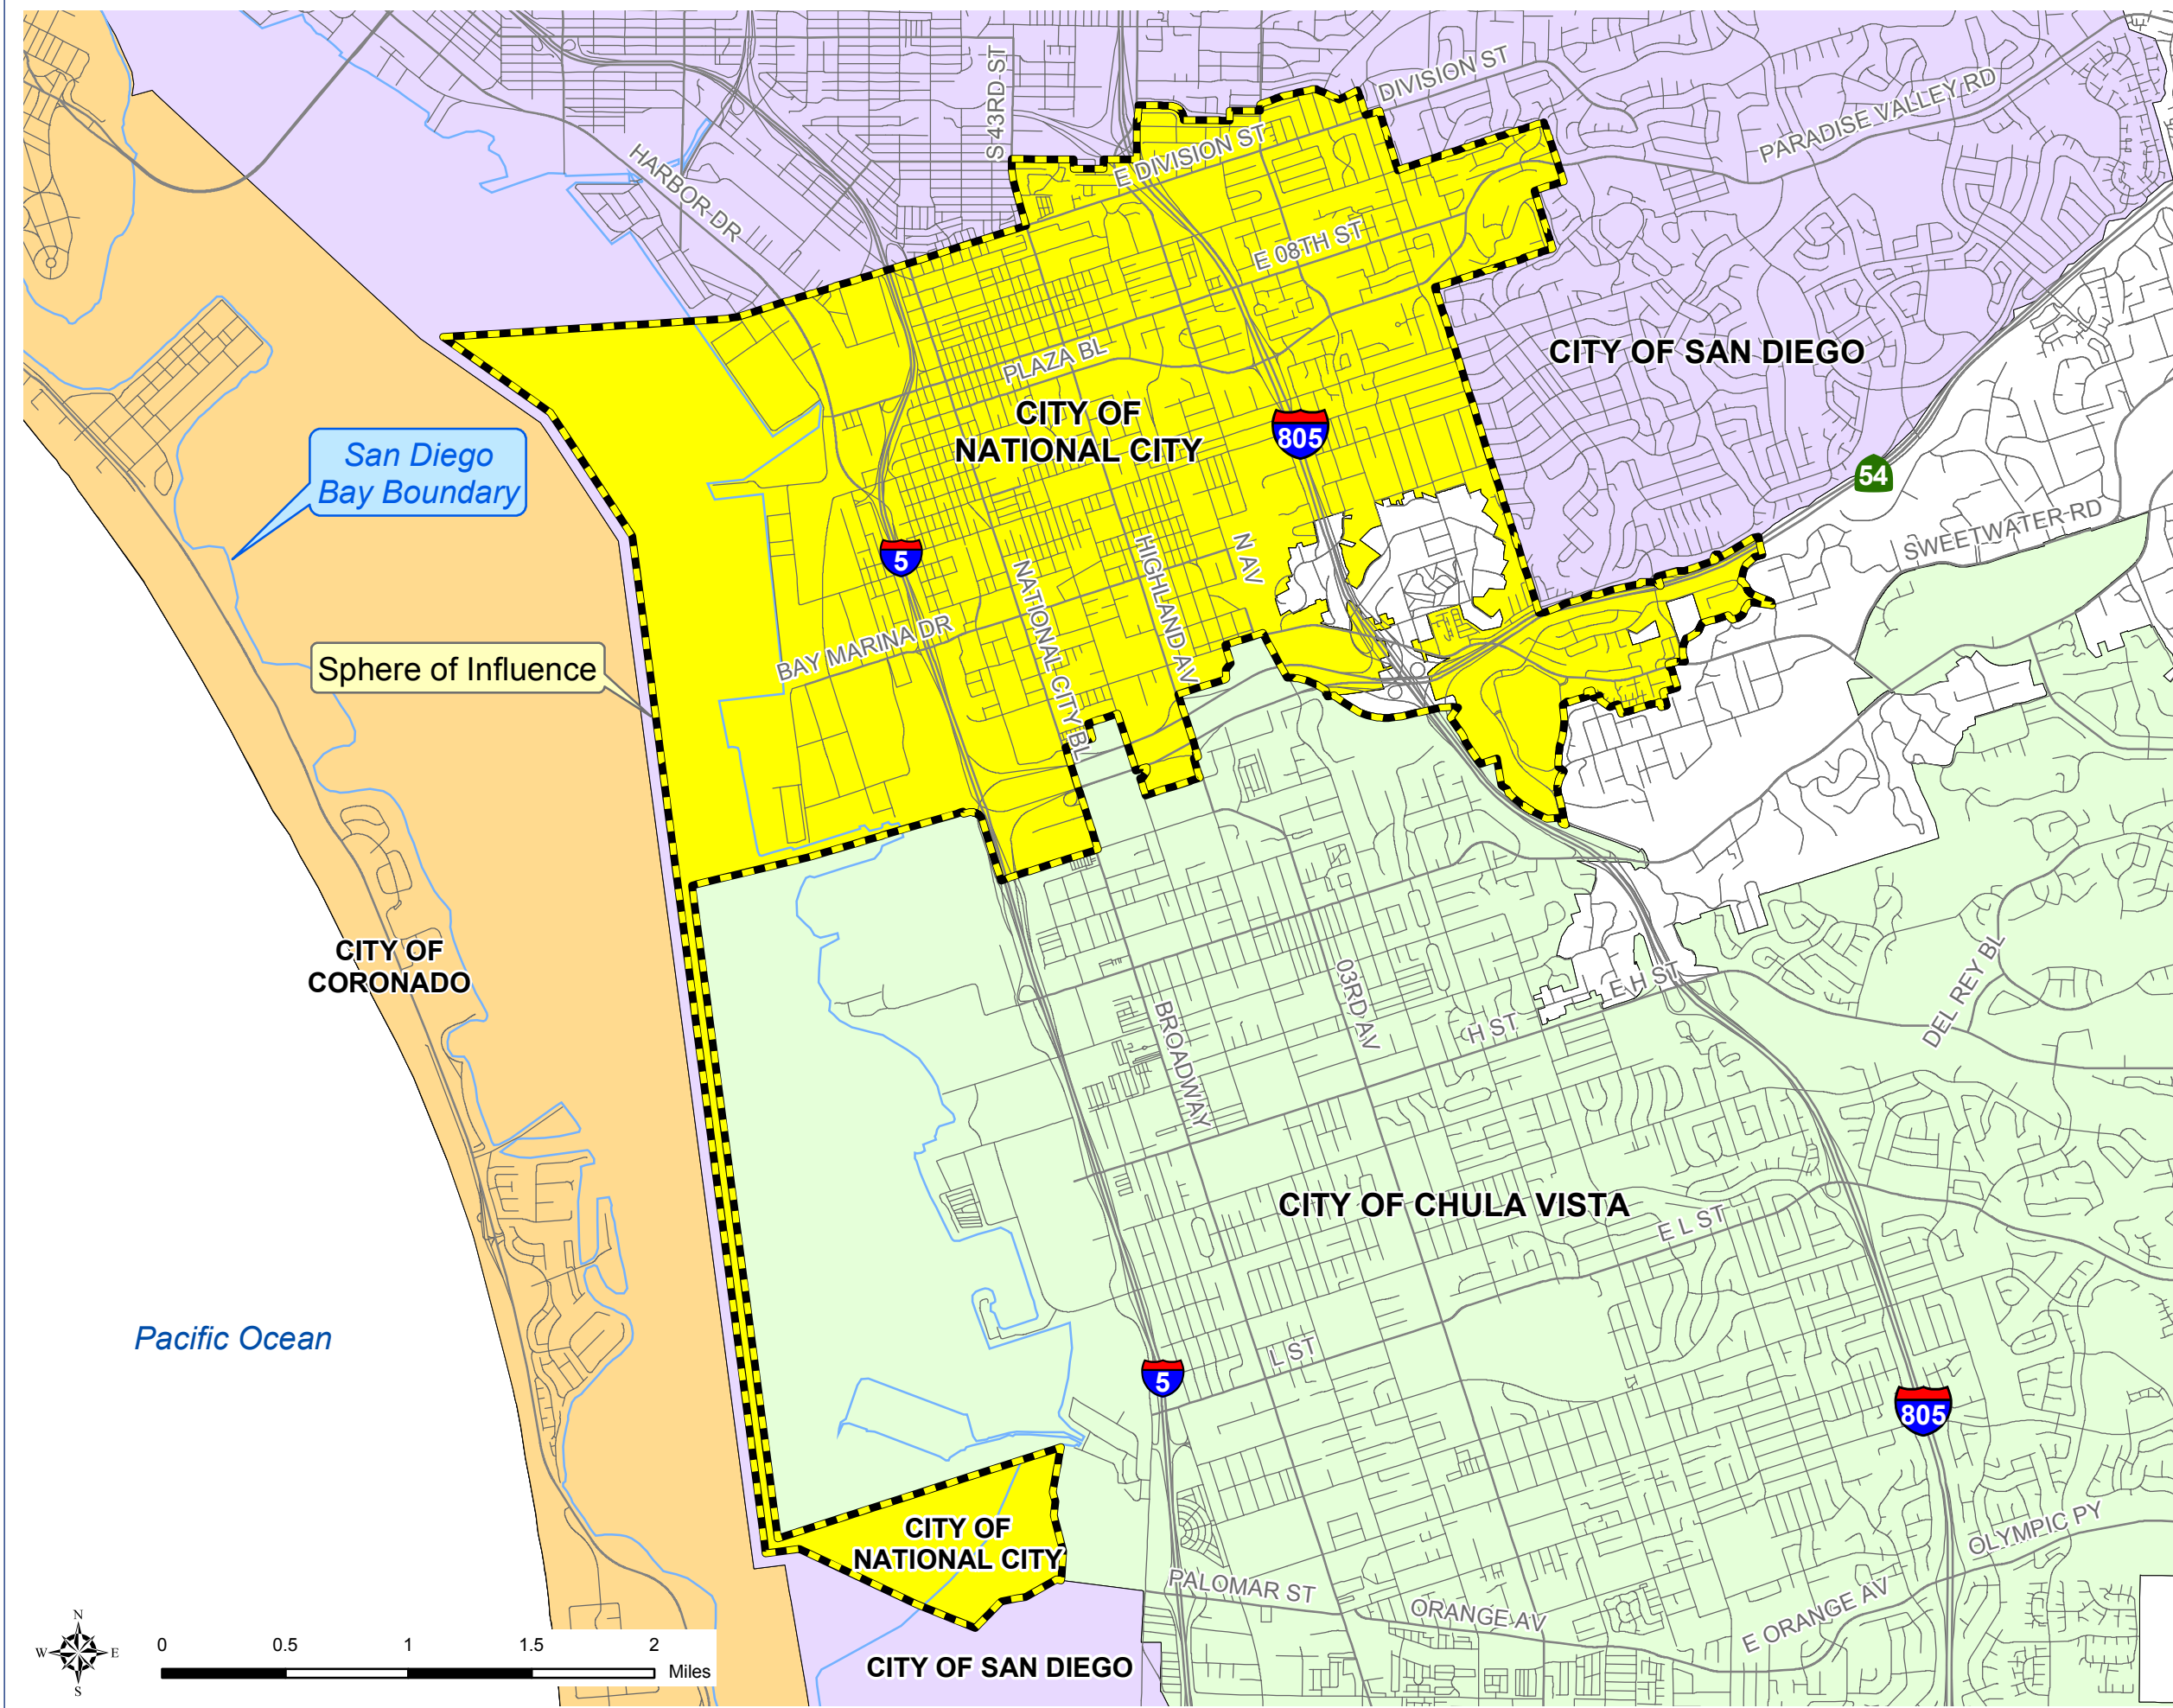 DIVISION ST
PARADISE VALLEY RD
S 43RD ST
E DIVISION ST
HARBOR DR
E 08TH ST
CITY OF SAN DIEGO
PLAZA BL
CITY OF
NATIONAL CITY
805
San Diego
Bay Boundary
54
SWEETWATER RD
5
N AV
HIGHLAND AV
NATIONAL CITY BL
BAY MARINA DR
Sphere of Influence
CITY OF
CORONADO
DEL REY BL
E H ST
03RD AV
H ST
BROADWAY
CITY OF CHULA VISTA
E L ST
Pacific Ocean
L ST
5
805
CITY OF
NATIONAL CITY
OLYMPIC PY
PALOMAR ST
ORANGE AV
E ORANGE AV
N
W E
S
0 0.5 1 1.5 2
Miles
CITY OF SAN DIEGO